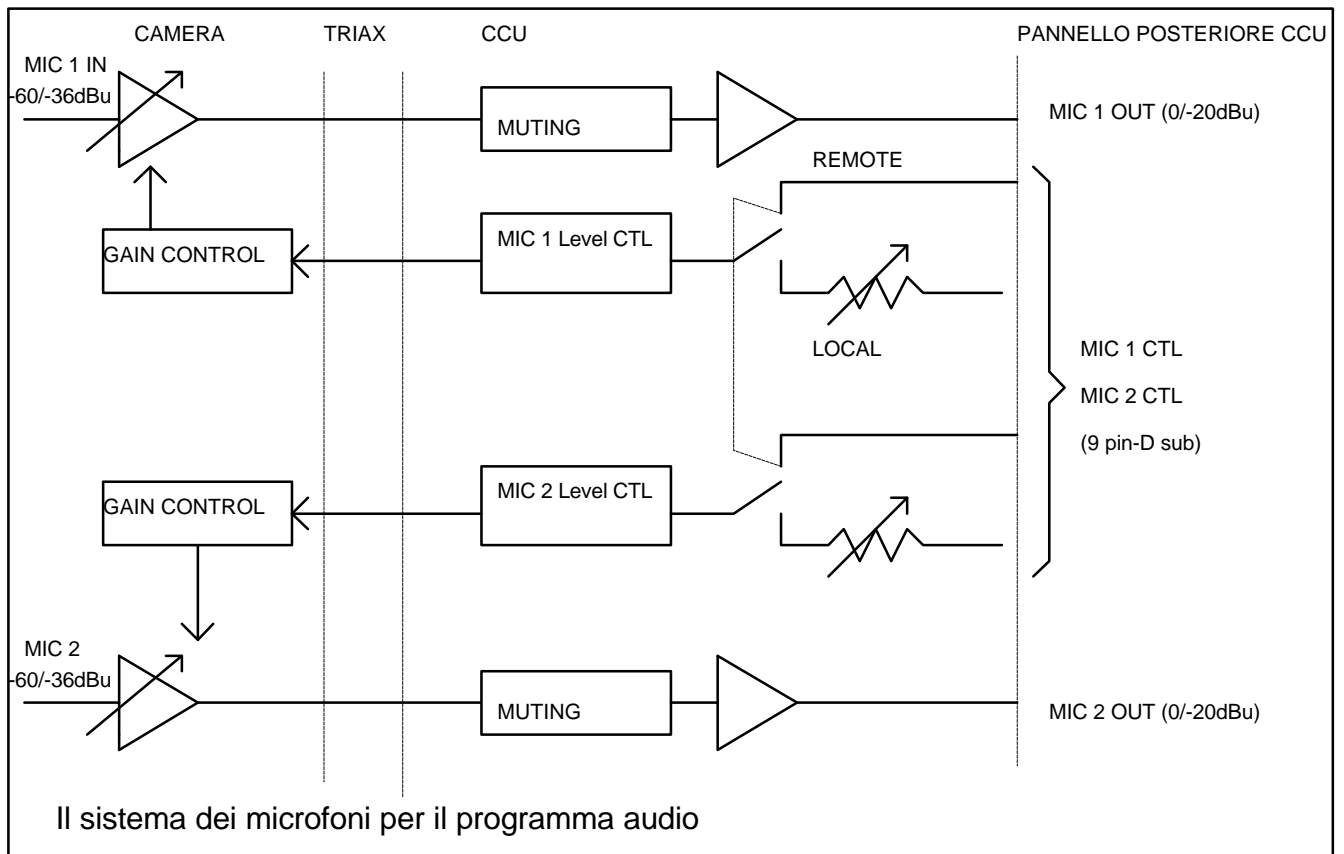 CAMERA TRIAX CCU PANNELLO POSTERIORE CCU
MIC 1 IN
-60/-36dBu
MUTING
MIC 1 OUT (0/-20dBu)
REMOTE
GAIN CONTROL
MIC 1 Level CTL
LOCAL
MIC 1 CTL
MIC 2 CTL
(9 pin-D sub)
GAIN CONTROL
MIC 2 Level CTL
MIC 2
-60/-36dBu
MUTING
MIC 2 OUT (0/-20dBu)
Il sistema dei microfoni per il programma audio